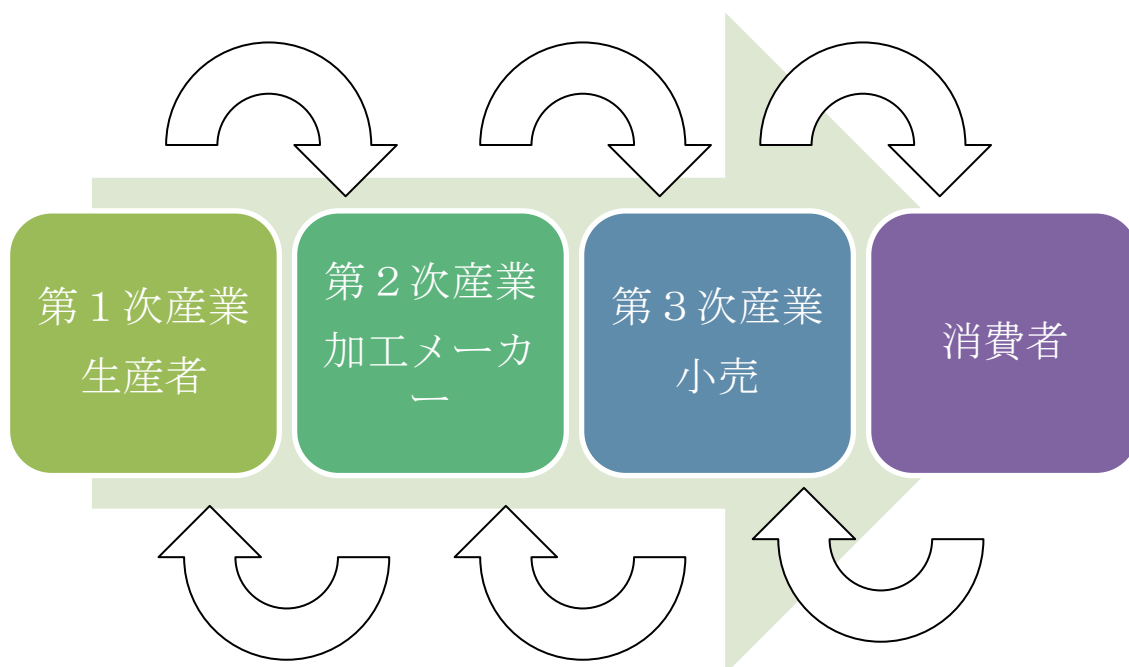 第１次産業
生産者
第２次産業
加工メーカ
ー
第３次産業
小売
消費者